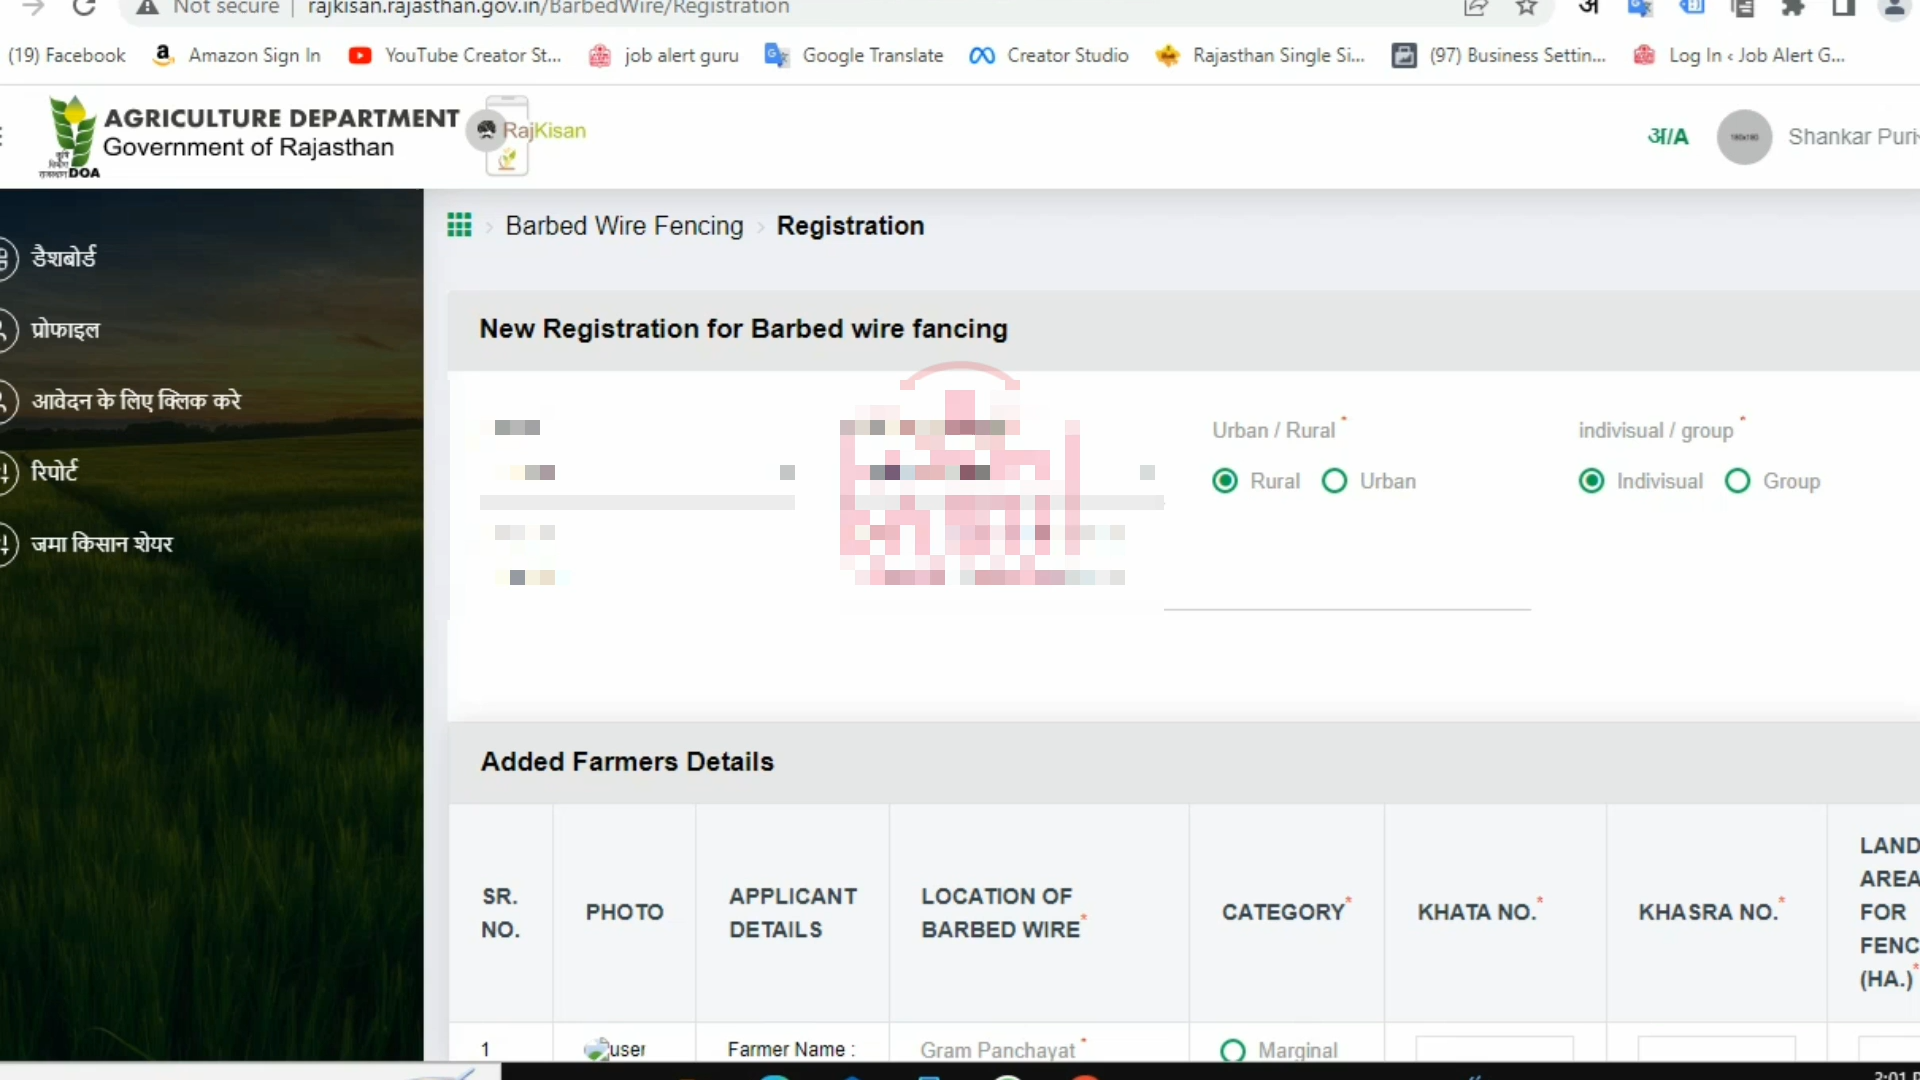 Not secure | rajkisan.rajasthan.gov.in/BarbedWire/Registration
(19) Facebook Amazon Sign In YouTube Creator St... job alert guru Google Translate Creator Studio Rajasthan Single Si... (97) Business Settin... Log In ‹ Job Alert G...
AGRICULTURE DEPARTMENT
Government of Rajasthan
DOA
RajKisan
अ/A
Shankar Puri
Barbed Wire Fencing > Registration
डैशबोर्ड
प्रोफाइल
आवेदन के लिए क्लिक करे
रिपोर्ट
जमा किसान शेयर
New Registration for Barbed wire fancing
Urban / Rural *
indivisual / group *
Rural Urban
Indivisual Group
Added Farmers Details
SR. NO.
PHOTO
APPLICANT DETAILS
LOCATION OF BARBED WIRE*
CATEGORY*
KHATA NO.*
KHASRA NO.*
LAND
AREA
FOR
FENC
(HA.)*
1
user
Farmer Name :
Gram Panchayat *
Marginal